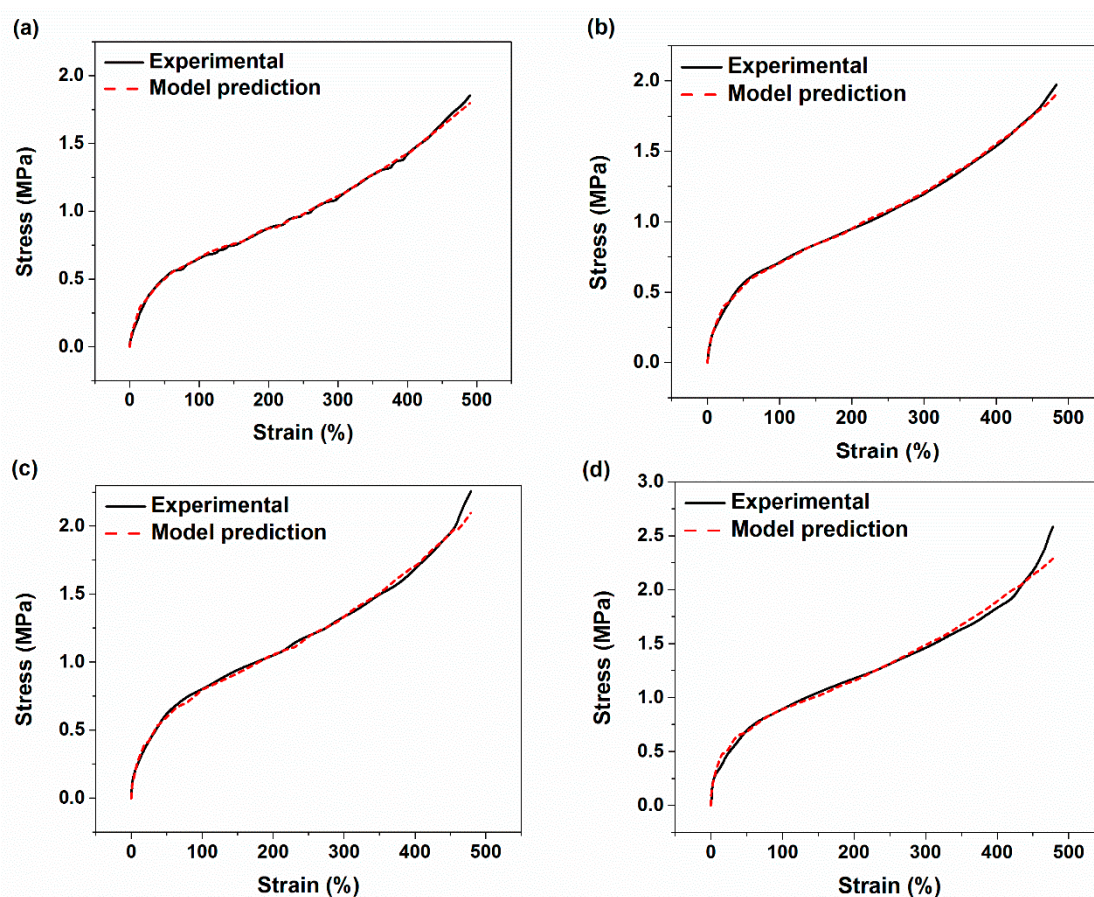 (a)
Experimental
Model prediction
2.0
1.5
1.0
0.5
0.0
Stress (MPa)
0 100 200 300 400 500
Strain (%)
(b)
Experimental
Model prediction
2.0
1.5
1.0
0.5
0.0
Stress (MPa)
0 100 200 300 400 500
Strain (%)
(c)
Experimental
Model prediction
2.0
1.5
1.0
0.5
0.0
Stress (MPa)
0 100 200 300 400 500
Strain (%)
(d)
3.0
Experimental
2.5
Model prediction
2.0
1.5
1.0
0.5
0.0
Stress (MPa)
0 100 200 300 400 500
Strain (%)